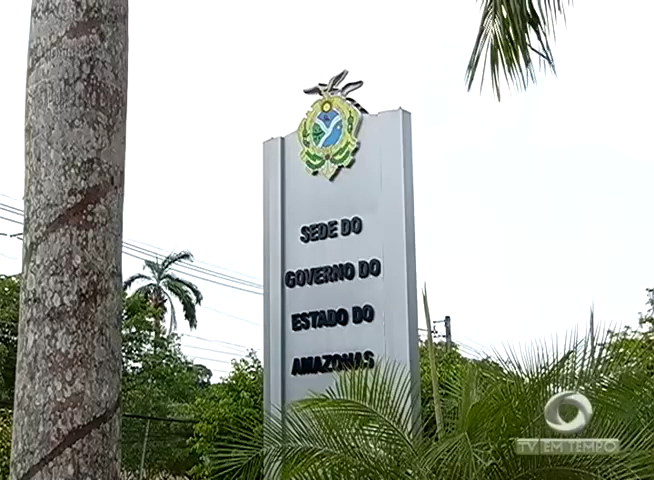 SEDE DO
GOVERNO DO
ESTADO DO
AMAZONAS
TV EM TEMPO